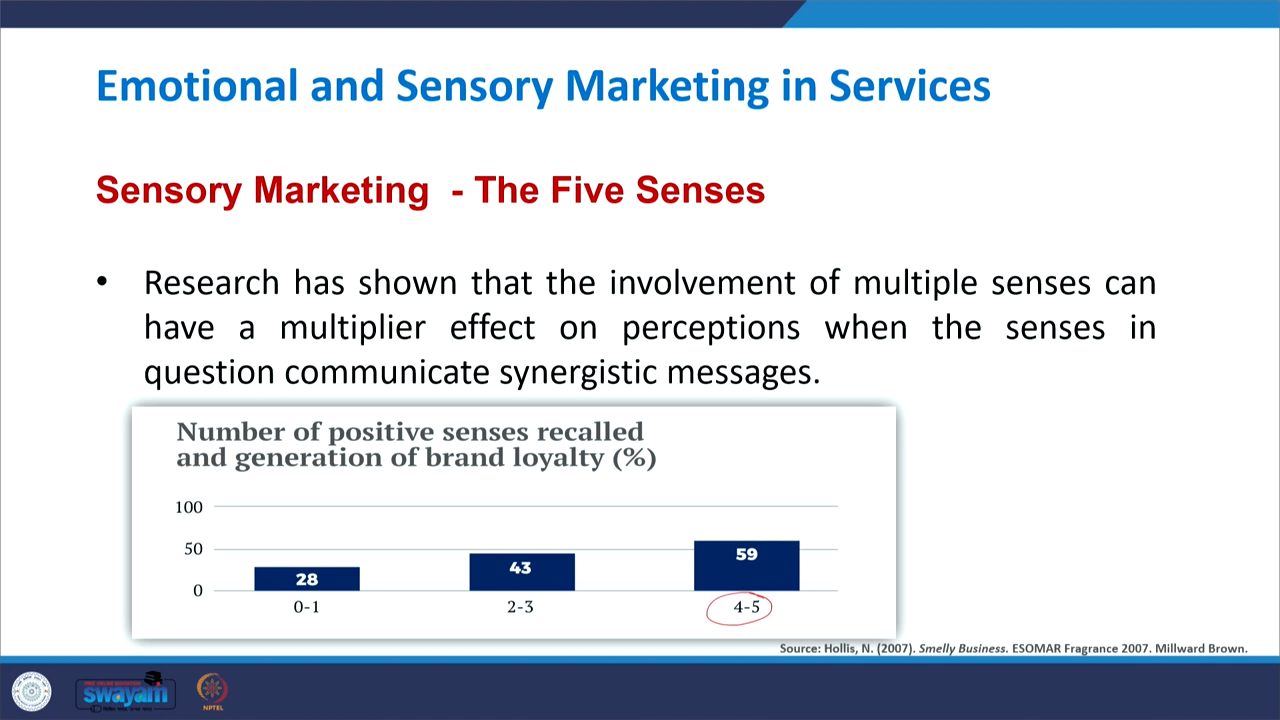 Emotional and Sensory Marketing in Services
Sensory Marketing - The Five Senses
• Research has shown that the involvement of multiple senses can
have a multiplier effect on perceptions when the senses in
question communicate synergistic messages.
Number of positive senses recalled
and generation of brand loyalty (%)
100
50
0
28
43
59
0-1
2-3
4-5
Source: Hollis, N. (2007). Smelly Business. ESOMAR Fragrance 2007. Millward Brown.
swayam
NPTEL